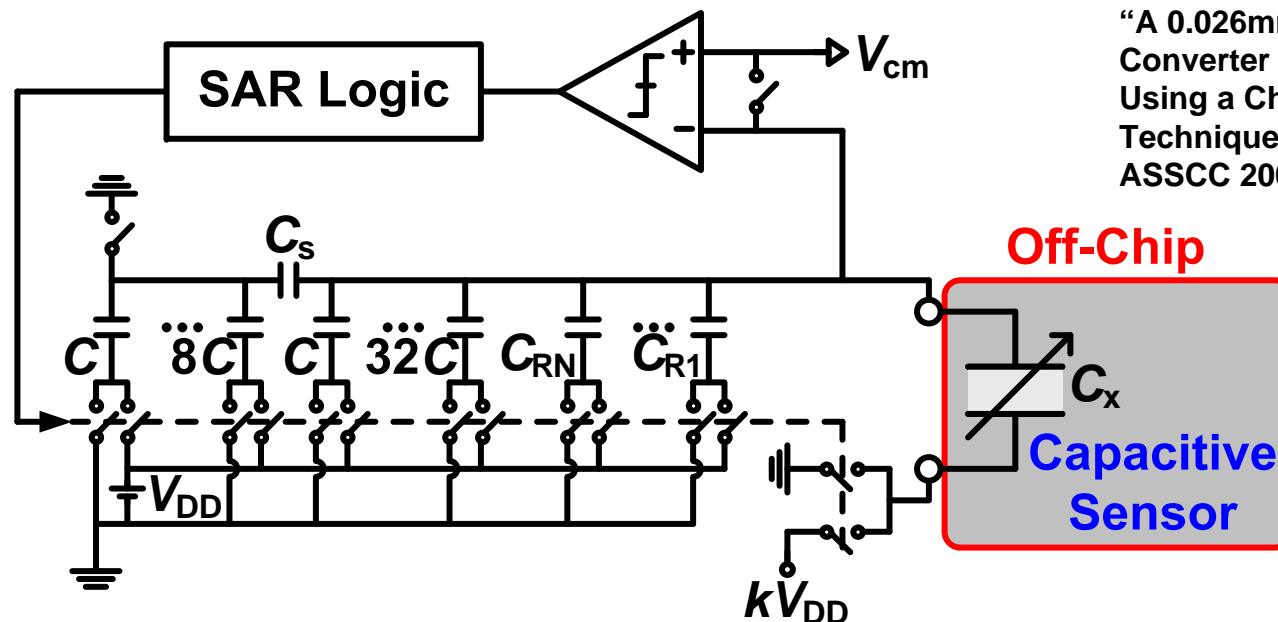 “A 0.026m
Converter
Using a Ch
Technique
ASSCC 200
Vcm
SAR Logic
+
−
Off-Chip
Cs
C
•••
8C
C
•••
32C
CRN
•••
CR1
Cx
VDD
Capacitive
Sensor
kVDD